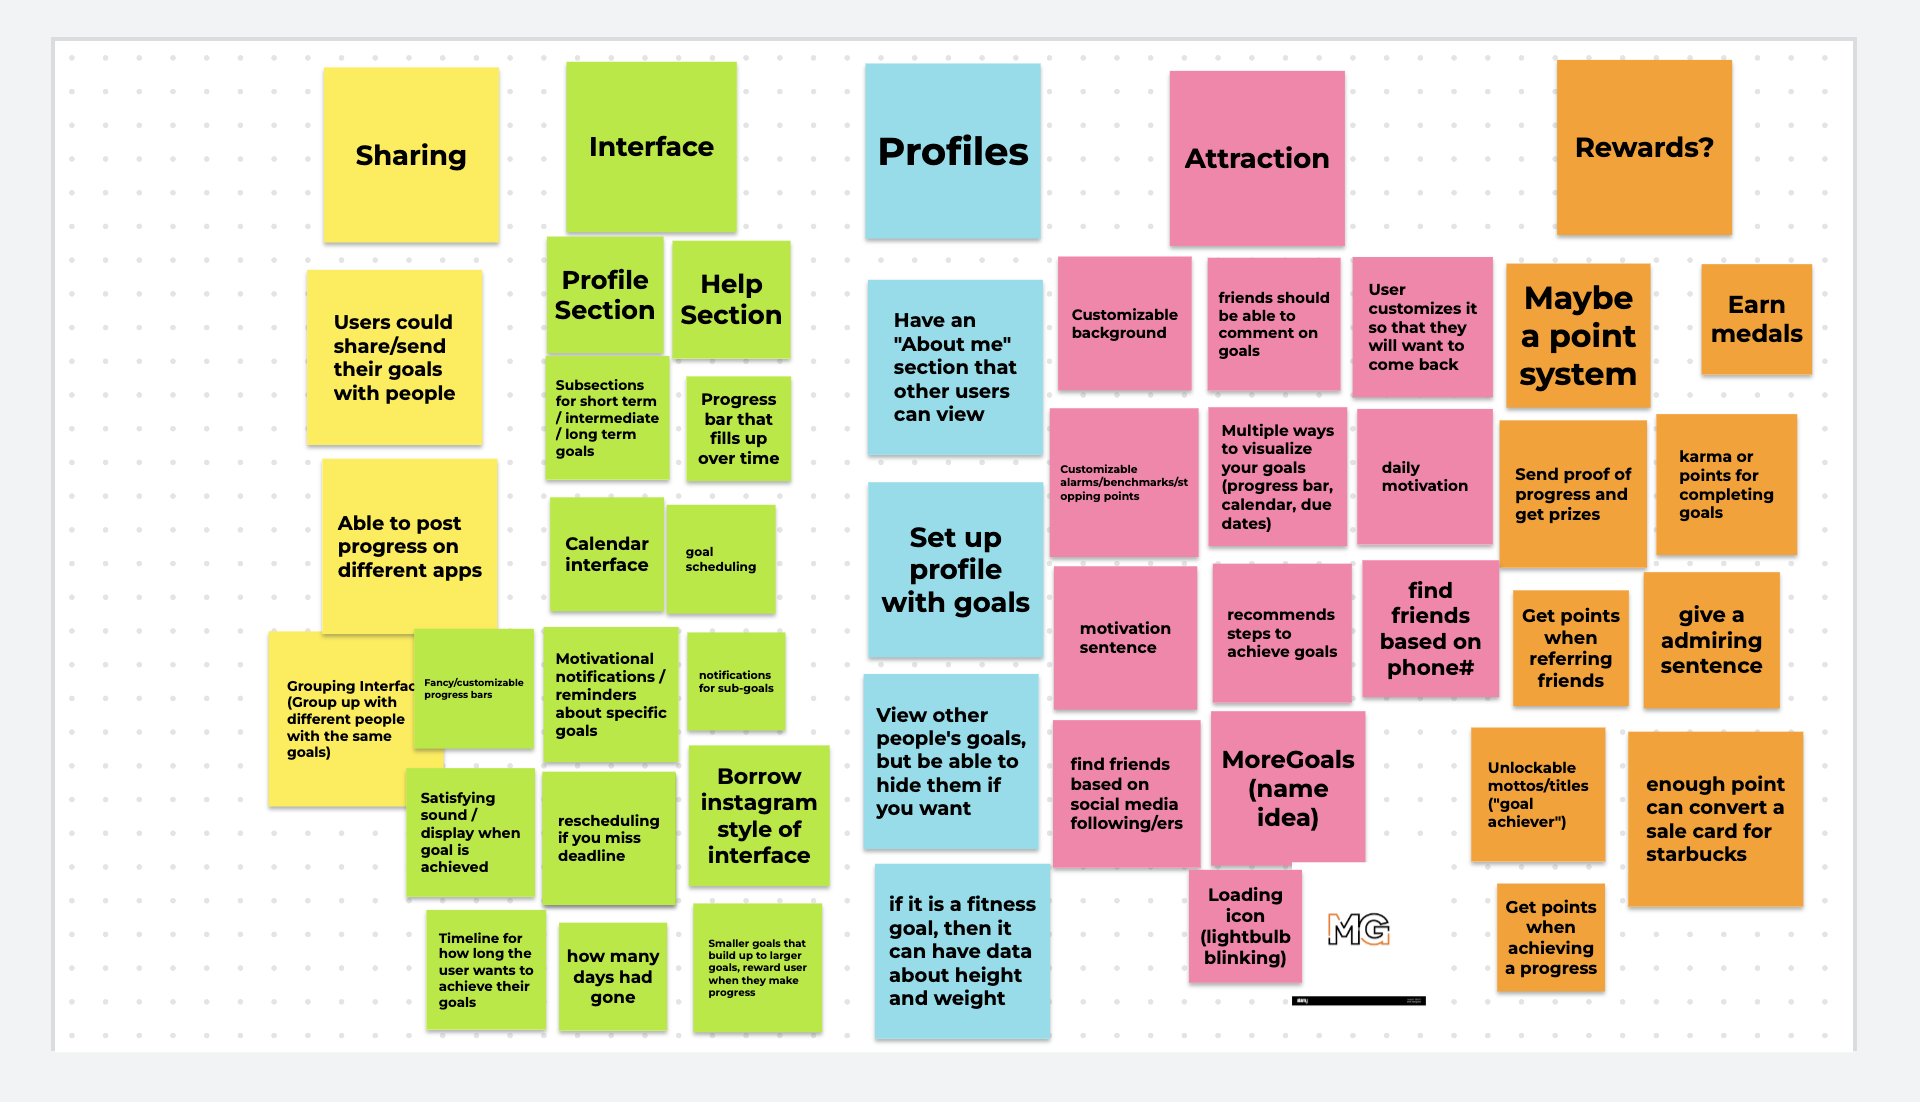 Sharing
Interface
Profiles
Attraction
Rewards?
Users could
share/send
their goals
with people
Able to post
progress on
different apps
Grouping Interfac
(Group up with
different people
with the same
goals)
Profile
Section
Help
Section
Subsections
for short term
/ intermediate
/ long term
goals
Progress
bar that
fills up
over time
Calendar
interface
goal
scheduling
Fancy/customizable
progress bars
Motivational
notifications /
reminders
about specific
goals
notifications
for sub-goals
Satisfying
sound /
display when
goal is
achieved
rescheduling
if you miss
deadline
Borrow
instagram
style of
interface
Timeline for
how long the
user wants to
achieve their
goals
how many
days had
gone
Smaller goals that
build up to larger
goals, reward user
when they make
progress
Have an
"About me"
section that
other users
can view
Set up
profile
with goals
View other
people's goals,
but be able to
hide them if
you want
if it is a fitness
goal, then it
can have data
about height
and weight
Customizable
background
friends should
be able to
comment on
goals
User
customizes it
so that they
will want to
come back
Customizable
alarms/benchmarks/st
opping points
Multiple ways
to visualize
your goals
(progress bar,
calendar, due
dates)
daily
motivation
motivation
sentence
recommends
steps to
achieve goals
find
friends
based on
phone#
find friends
based on
social media
following/ers
MoreGoals
(name
idea)
Loading
icon
(lightbulb
blinking)
MG
Maybe
a point
system
Earn
medals
Send proof of
progress and
get prizes
karma or
points for
completing
goals
Get points
when
referring
friends
give a
admiring
sentence
Unlockable
mottos/titles
("goal
achiever")
enough point
can convert a
sale card for
starbucks
Get points
when
achieving
a progress